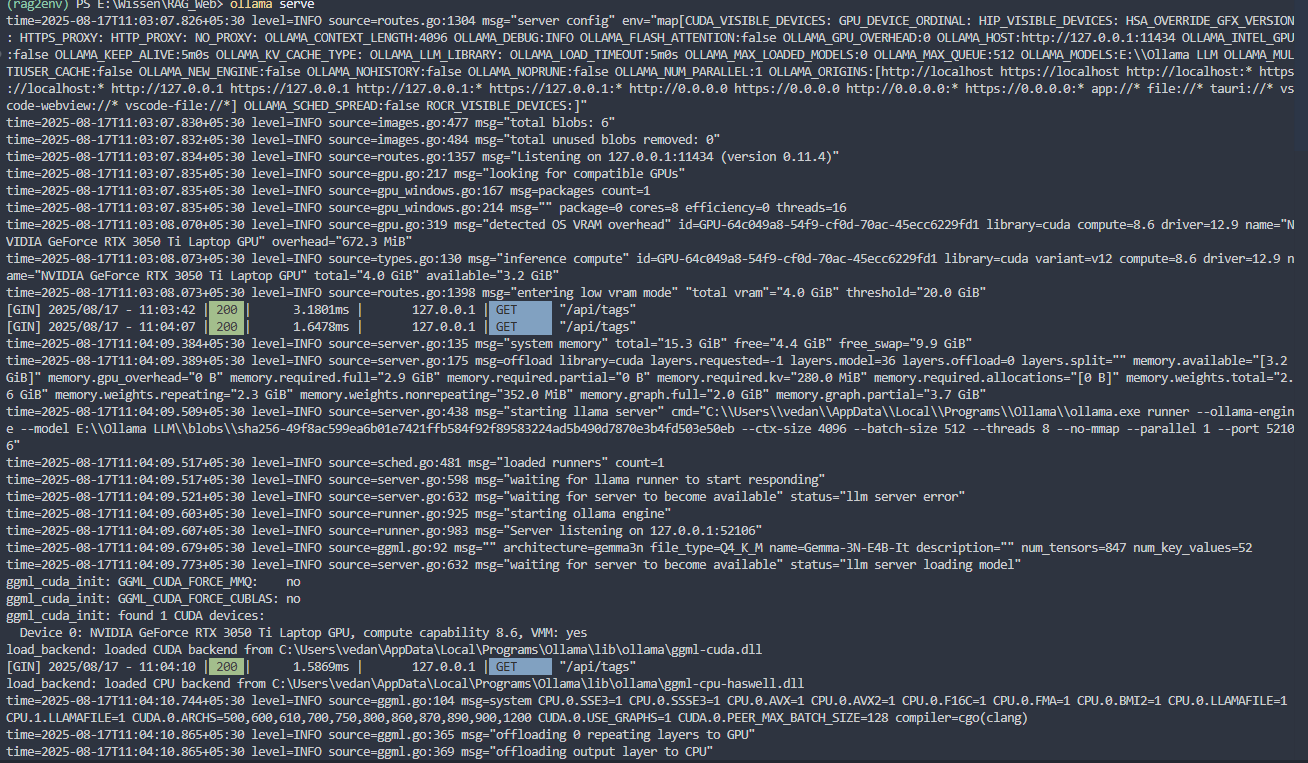 (rag2env) PS E:\Wissen\RAG_Web> ollama serve
time=2025-08-17T11:03:07.826+05:30 level=INFO source=routes.go:1304 msg="server config" env="map[CUDA_VISIBLE_DEVICES: GPU_DEVICE_ORDINAL: HIP_VISIBLE_DEVICES: HSA_OVERRIDE_GFX_VERSION
: HTTPS_PROXY: HTTP_PROXY: NO_PROXY: OLLAMA_CONTEXT_LENGTH:4096 OLLAMA_DEBUG:INFO OLLAMA_FLASH_ATTENTION:false OLLAMA_GPU_OVERHEAD:0 OLLAMA_HOST:http://127.0.0.1:11434 OLLAMA_INTEL_GPU
:false OLLAMA_KEEP_ALIVE:5m0s OLLAMA_KV_CACHE_TYPE: OLLAMA_LLM_LIBRARY: OLLAMA_LOAD_TIMEOUT:5m0s OLLAMA_MAX_LOADED_MODELS:0 OLLAMA_MAX_QUEUE:512 OLLAMA_MODELS:E:\\Ollama LLM OLLAMA_MUL
TIUSER_CACHE:false OLLAMA_NEW_ENGINE:false OLLAMA_NOHISTORY:false OLLAMA_NOPRUNE:false OLLAMA_NUM_PARALLEL:1 OLLAMA_ORIGINS:[http://localhost https://localhost http://localhost:* https
://localhost:* http://127.0.0.1 https://127.0.0.1 http://127.0.0.1:* https://127.0.0.1:* http://0.0.0.0 https://0.0.0.0 http://0.0.0.0:* https://0.0.0.0:* app://* file://* tauri://* vs
code-webview://* vscode-file://*] OLLAMA_SCHED_SPREAD:false ROCR_VISIBLE_DEVICES:]"
time=2025-08-17T11:03:07.830+05:30 level=INFO source=images.go:477 msg="total blobs: 6"
time=2025-08-17T11:03:07.832+05:30 level=INFO source=images.go:484 msg="total unused blobs removed: 0"
time=2025-08-17T11:03:07.834+05:30 level=INFO source=routes.go:1357 msg="Listening on 127.0.0.1:11434 (version 0.11.4)"
time=2025-08-17T11:03:07.835+05:30 level=INFO source=gpu.go:217 msg="looking for compatible GPUs"
time=2025-08-17T11:03:07.835+05:30 level=INFO source=gpu_windows.go:167 msg=packages count=1
time=2025-08-17T11:03:07.835+05:30 level=INFO source=gpu_windows.go:214 msg="" package=0 cores=8 efficiency=0 threads=16
time=2025-08-17T11:03:08.070+05:30 level=INFO source=gpu.go:319 msg="detected OS VRAM overhead" id=GPU-64c049a8-54f9-cf0d-70ac-45ecc6229fd1 library=cuda compute=8.6 driver=12.9 name="N
VIDIA GeForce RTX 3050 Ti Laptop GPU" overhead="672.3 MiB"
time=2025-08-17T11:03:08.073+05:30 level=INFO source=types.go:130 msg="inference compute" id=GPU-64c049a8-54f9-cf0d-70ac-45ecc6229fd1 library=cuda variant=v12 compute=8.6 driver=12.9 n
ame="NVIDIA GeForce RTX 3050 Ti Laptop GPU" total="4.0 GiB" available="3.2 GiB"
time=2025-08-17T11:03:08.073+05:30 level=INFO source=routes.go:1398 msg="entering low vram mode" "total vram"="4.0 GiB" threshold="20.0 GiB"
[GIN] 2025/08/17 - 11:03:42 | 200 |      3.1801ms |       127.0.0.1 | GET      "/api/tags"
[GIN] 2025/08/17 - 11:04:07 | 200 |      1.6478ms |       127.0.0.1 | GET      "/api/tags"
time=2025-08-17T11:04:09.384+05:30 level=INFO source=server.go:135 msg="system memory" total="15.3 GiB" free="4.4 GiB" free_swap="9.9 GiB"
time=2025-08-17T11:04:09.389+05:30 level=INFO source=server.go:175 msg=offload library=cuda layers.requested=-1 layers.model=36 layers.offload=0 layers.split="" memory.available="[3.2
GiB]" memory.gpu_overhead="0 B" memory.required.full="2.9 GiB" memory.required.partial="0 B" memory.required.kv="280.0 MiB" memory.required.allocations="[0 B]" memory.weights.total="2.
6 GiB" memory.weights.repeating="2.3 GiB" memory.weights.nonrepeating="352.0 MiB" memory.graph.full="2.0 GiB" memory.graph.partial="3.7 GiB"
time=2025-08-17T11:04:09.509+05:30 level=INFO source=server.go:438 msg="starting llama server" cmd="C:\\Users\\vedan\\AppData\\Local\\Programs\\Ollama\\ollama.exe runner --ollama-engin
e --model E:\\Ollama LLM\\blobs\\sha256-49f8ac599ea6b01e7421ffb584f92f89583224ad5b490d7870e3b4fd503e50eb --ctx-size 4096 --batch-size 512 --threads 8 --no-mmap --parallel 1 --port 5210
6"
time=2025-08-17T11:04:09.517+05:30 level=INFO source=sched.go:481 msg="loaded runners" count=1
time=2025-08-17T11:04:09.517+05:30 level=INFO source=server.go:598 msg="waiting for llama runner to start responding"
time=2025-08-17T11:04:09.521+05:30 level=INFO source=server.go:632 msg="waiting for server to become available" status="llm server error"
time=2025-08-17T11:04:09.603+05:30 level=INFO source=runner.go:925 msg="starting ollama engine"
time=2025-08-17T11:04:09.607+05:30 level=INFO source=runner.go:983 msg="Server listening on 127.0.0.1:52106"
time=2025-08-17T11:04:09.679+05:30 level=INFO source=ggml.go:92 msg="" architecture=gemma3n file_type=Q4_K_M name=Gemma-3N-E4B-It description="" num_tensors=847 num_key_values=52
time=2025-08-17T11:04:09.773+05:30 level=INFO source=server.go:632 msg="waiting for server to become available" status="llm server loading model"
ggml_cuda_init: GGML_CUDA_FORCE_MMQ:    no
ggml_cuda_init: GGML_CUDA_FORCE_CUBLAS: no
ggml_cuda_init: found 1 CUDA devices:
  Device 0: NVIDIA GeForce RTX 3050 Ti Laptop GPU, compute capability 8.6, VMM: yes
load_backend: loaded CUDA backend from C:\Users\vedan\AppData\Local\Programs\Ollama\lib\ollama\ggml-cuda.dll
[GIN] 2025/08/17 - 11:04:10 | 200 |      1.5869ms |       127.0.0.1 | GET      "/api/tags"
load_backend: loaded CPU backend from C:\Users\vedan\AppData\Local\Programs\Ollama\lib\ollama\ggml-cpu-haswell.dll
time=2025-08-17T11:04:10.744+05:30 level=INFO source=ggml.go:104 msg=system CPU.0.SSE3=1 CPU.0.SSSE3=1 CPU.0.AVX=1 CPU.0.AVX2=1 CPU.0.F16C=1 CPU.0.FMA=1 CPU.0.BMI2=1 CPU.0.LLAMAFILE=1
CPU.1.LLAMAFILE=1 CUDA.0.ARCHS=500,600,610,700,750,800,860,870,890,900,1200 CUDA.0.USE_GRAPHS=1 CUDA.0.PEER_MAX_BATCH_SIZE=128 compiler=cgo(clang)
time=2025-08-17T11:04:10.865+05:30 level=INFO source=ggml.go:365 msg="offloading 0 repeating layers to GPU"
time=2025-08-17T11:04:10.865+05:30 level=INFO source=ggml.go:369 msg="offloading output layer to CPU"